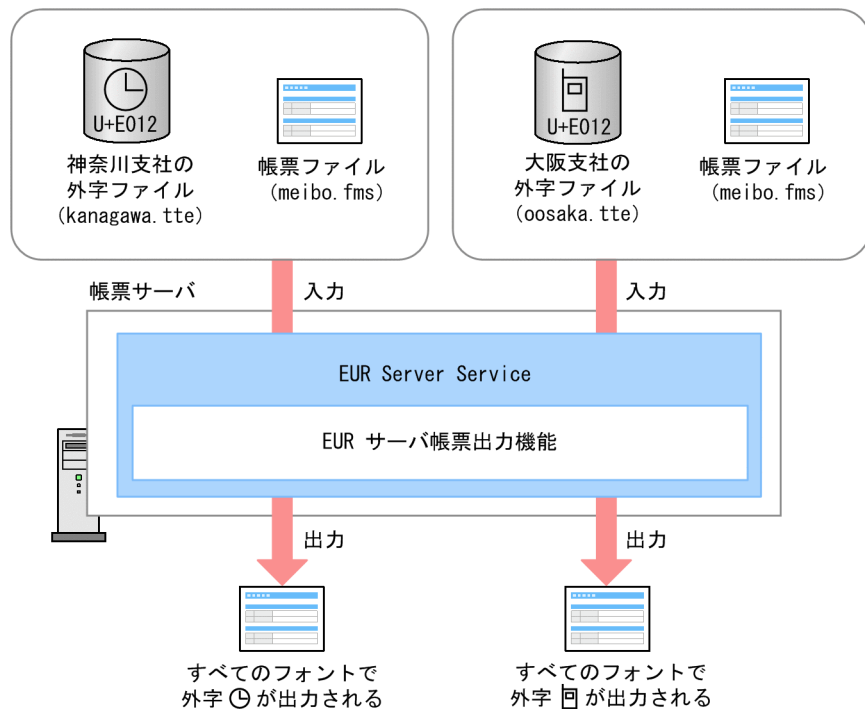 U+E012
神奈川支社の
外字ファイル
(kanagawa.tte)
帳票ファイル
(meibo.fms)
U+E012
大阪支社の
外字ファイル
(oosaka.tte)
帳票ファイル
(meibo.fms)
帳票サーバ
入力
入力
EUR Server Service
EUR サーバ帳票出力機能
出力
出力
すべてのフォントで
外字 が出力される
すべてのフォントで
外字 が出力される